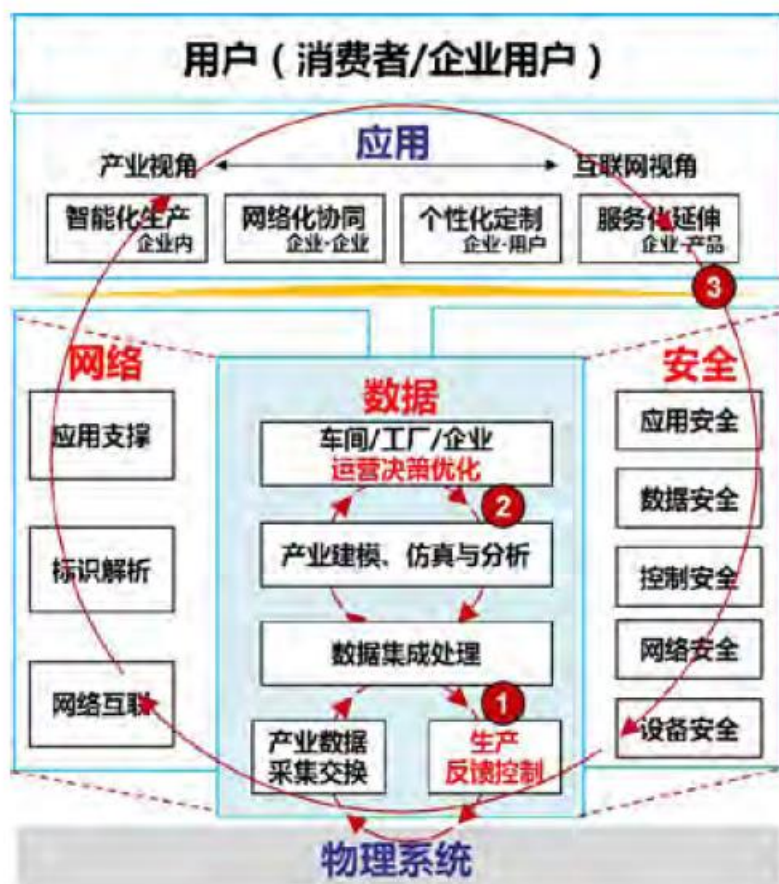 用户（消费者/企业用户）
应用
产业视角
互联网视角
智能化生产
企业内
网络化协同
企业-企业
个性化定制
企业-用户
服务化延伸
企业-产品
3
网络
应用支撑
标识解析
网络互联
数据
车间/工厂/企业
运营决策优化
2
产业建模、仿真与分析
数据集成处理
1
产业数据
采集交换
生产
反馈控制
安全
应用安全
数据安全
控制安全
网络安全
设备安全
物理系统